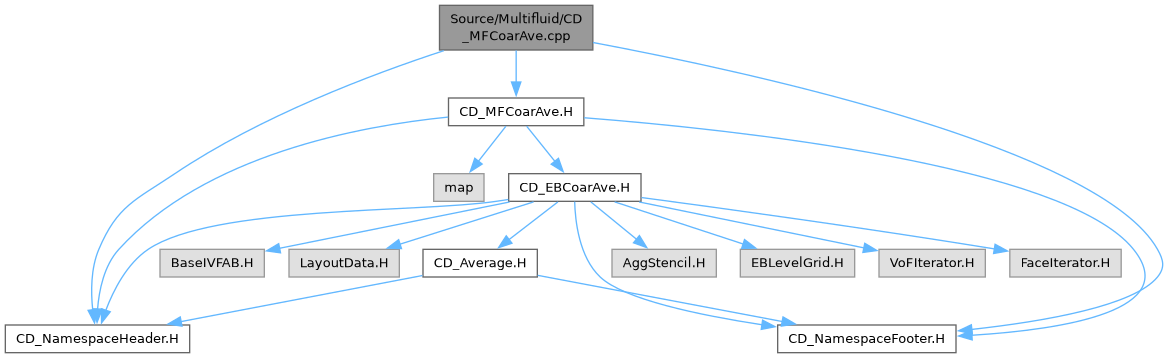 Source/Multifluid/CD
_MFCoarAve.cpp
CD_MFCoarAve.H
map
CD_EBCoarAve.H
BaseIVFAB.H
LayoutData.H
CD_Average.H
AggStencil.H
EBLevelGrid.H
VoFIterator.H
FaceIterator.H
CD_NamespaceHeader.H
CD_NamespaceFooter.H